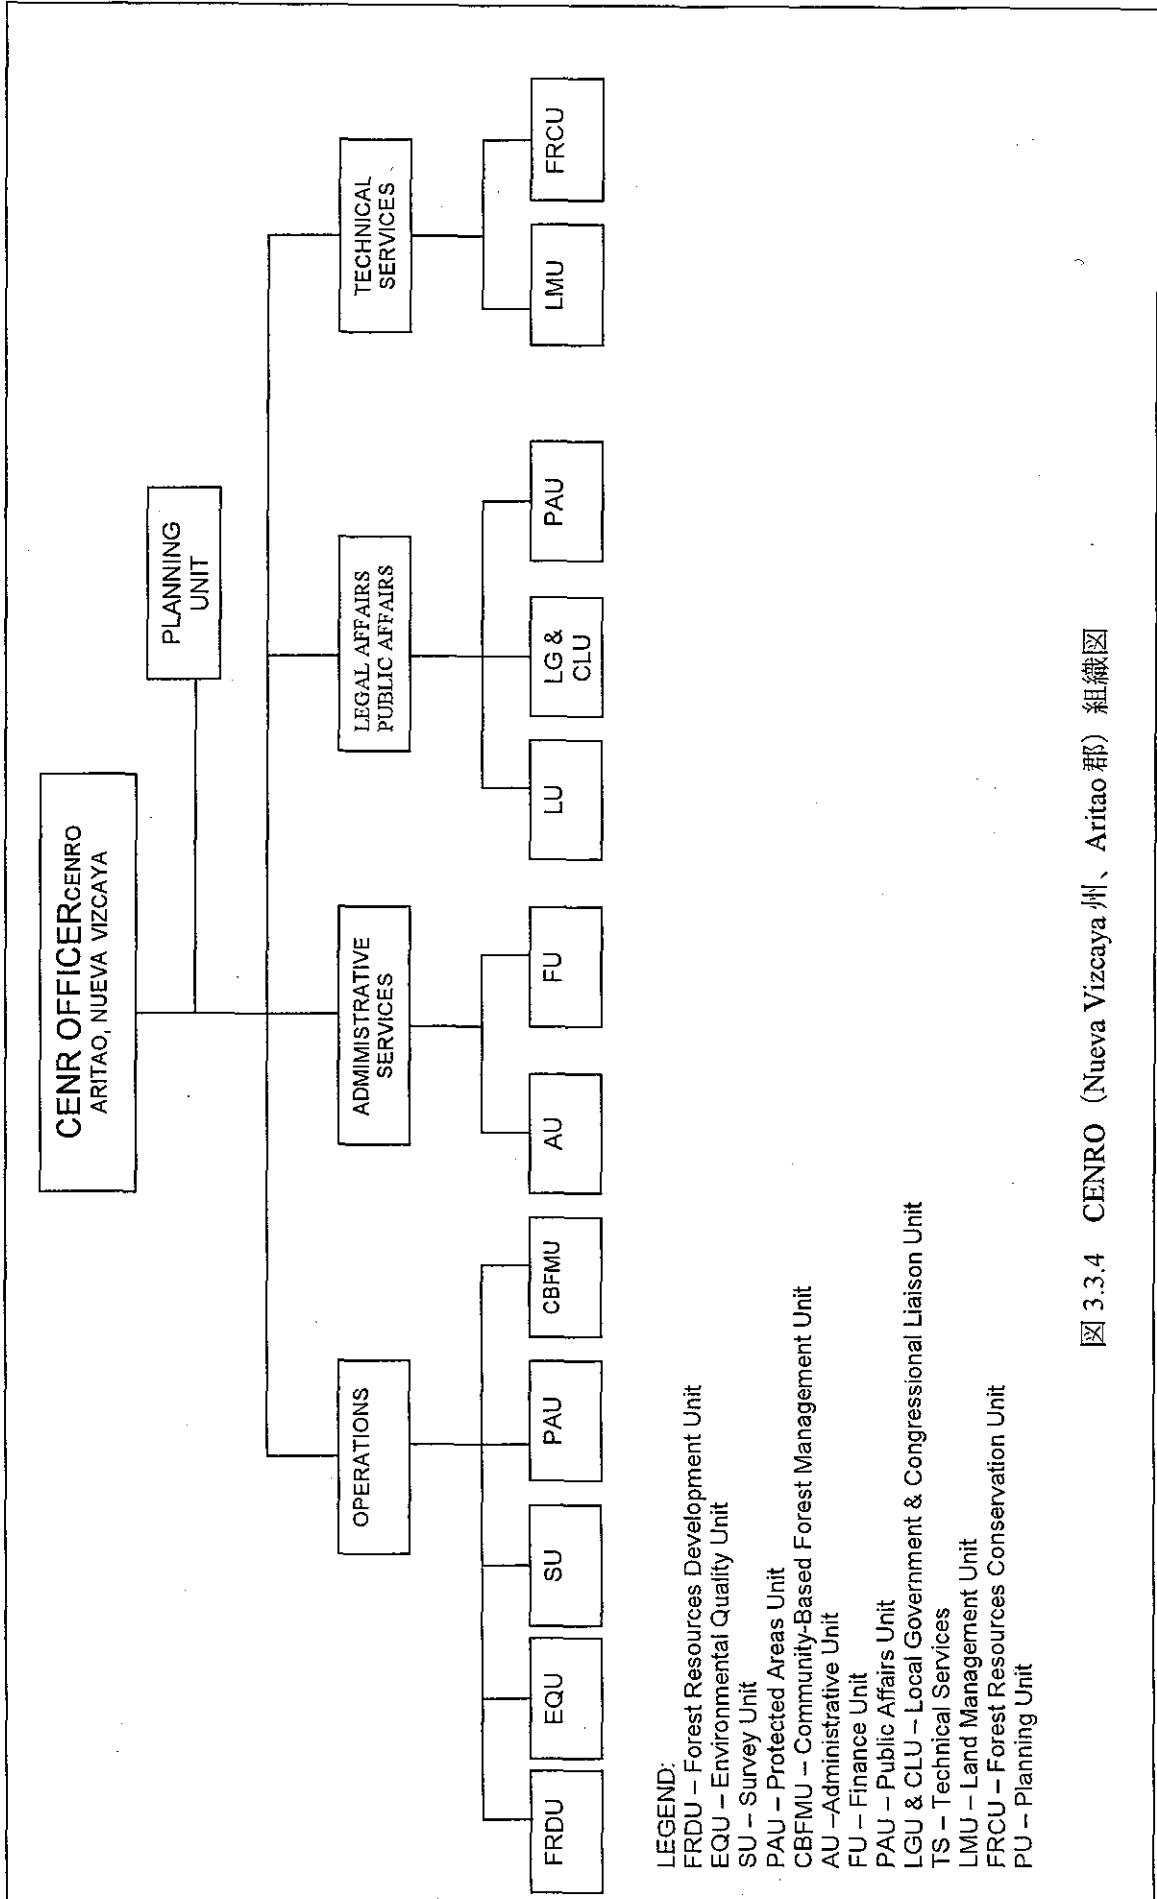 CENR OFFICERCENRO
ARITAO, NUEVA VIZCAYA
PLANNING
UNIT
OPERATIONS
ADMIMISTRATIVE
SERVICES
LEGAL AFFAIRS
PUBLIC AFFAIRS
TECHNICAL
SERVICES
FRDU
EQU
SU
PAU
CBFMU
AU
FU
LU
LG &
CLU
PAU
LMU
FRCU
LEGEND:
FRDU – Forest Resources Development Unit
EQU – Environmental Quality Unit
SU – Survey Unit
PAU – Protected Areas Unit
CBFMU – Community-Based Forest Management Unit
AU –Administrative Unit
FU – Finance Unit
PAU – Public Affairs Unit
LGU & CLU – Local Government & Congressional Liaison Unit
TS – Technical Services
LMU – Land Management Unit
FRCU – Forest Resources Conservation Unit
PU – Planning Unit
図 3.3.4 CENRO (Nueva Vizcaya 州、Aritao 郡) 組織図